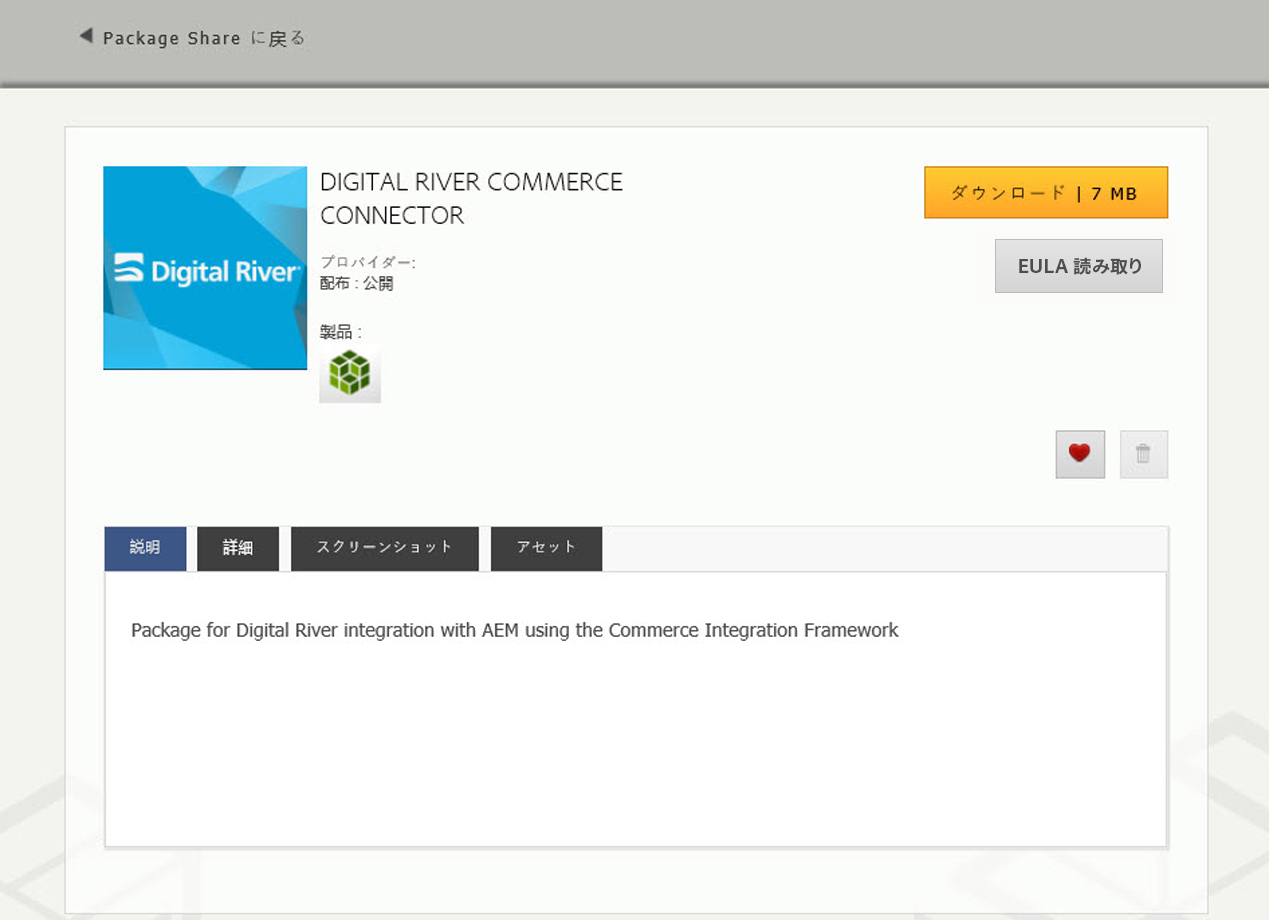 Package Share に戻る
DIGITAL RIVER COMMERCE
CONNECTOR
Digital River
プロバイダー:
配布 : 公開
製品 :
ダウンロード | 7 MB
EULA 読み取り
説明
詳細
スクリーンショット
アセット
Package for Digital River integration with AEM using the Commerce Integration Framework